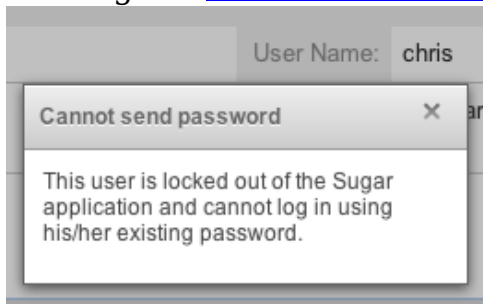 User Name: chris
Cannot send password
This user is locked out of the Sugar
application and cannot log in using
his/her existing password.